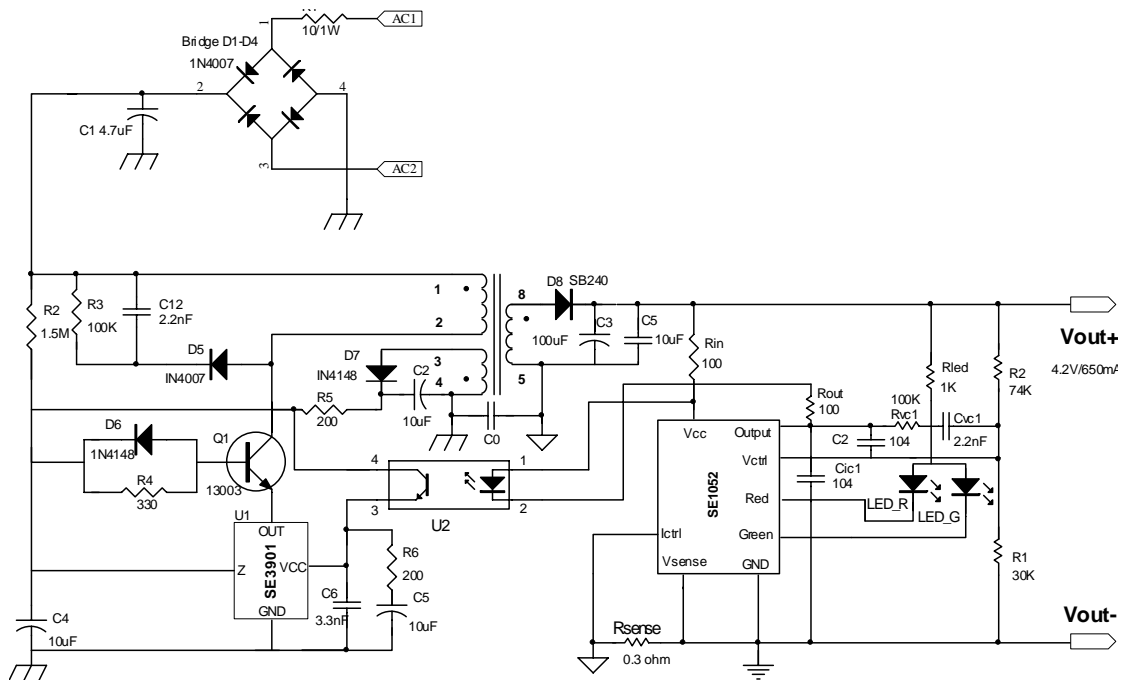 AC1
10/1W
1
Bridge D1-D4
1N4007
2
4
C1 4.7uF
3
AC2
R2
1.5M
R3
100K
C12
2.2nF
D5
IN4007
1
2
8
D8 SB240
5
C3
100uF
C5
10uF
Rin
100
Vout+
4.2V/650mA
Rled
1K
R2
74K
D7
IN4148
C2
10uF
3
4
R5
200
C0
Rout
100
100K
Rvc1
Cvc1
2.2nF
C2
104
Cic1
104
D6
1N4148
R4
330
Q1
13003
4
3
1
2
U2
Vcc
Output
Vctrl
Red
Green
Ictrl
Vsense
GND
SE1052
LED_R
LED_G
R1
30K
U1
OUT
Z
VCC
GND
SE3901
R6
200
C6
3.3nF
C5
10uF
C4
10uF
Rsense
0.3 ohm
Vout-